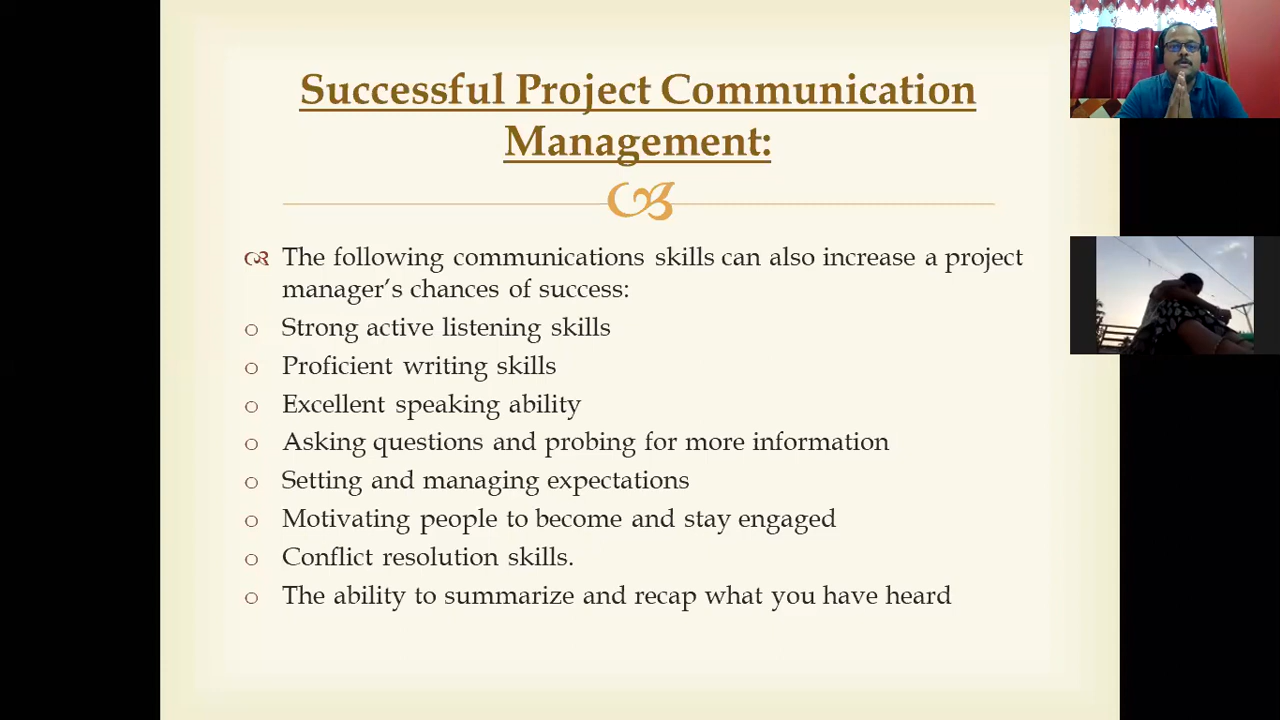 Successful Project Communication
Management:
The following communications skills can also increase a project
manager’s chances of success:
Strong active listening skills
Proficient writing skills
Excellent speaking ability
Asking questions and probing for more information
Setting and managing expectations
Motivating people to become and stay engaged
Conflict resolution skills.
The ability to summarize and recap what you have heard